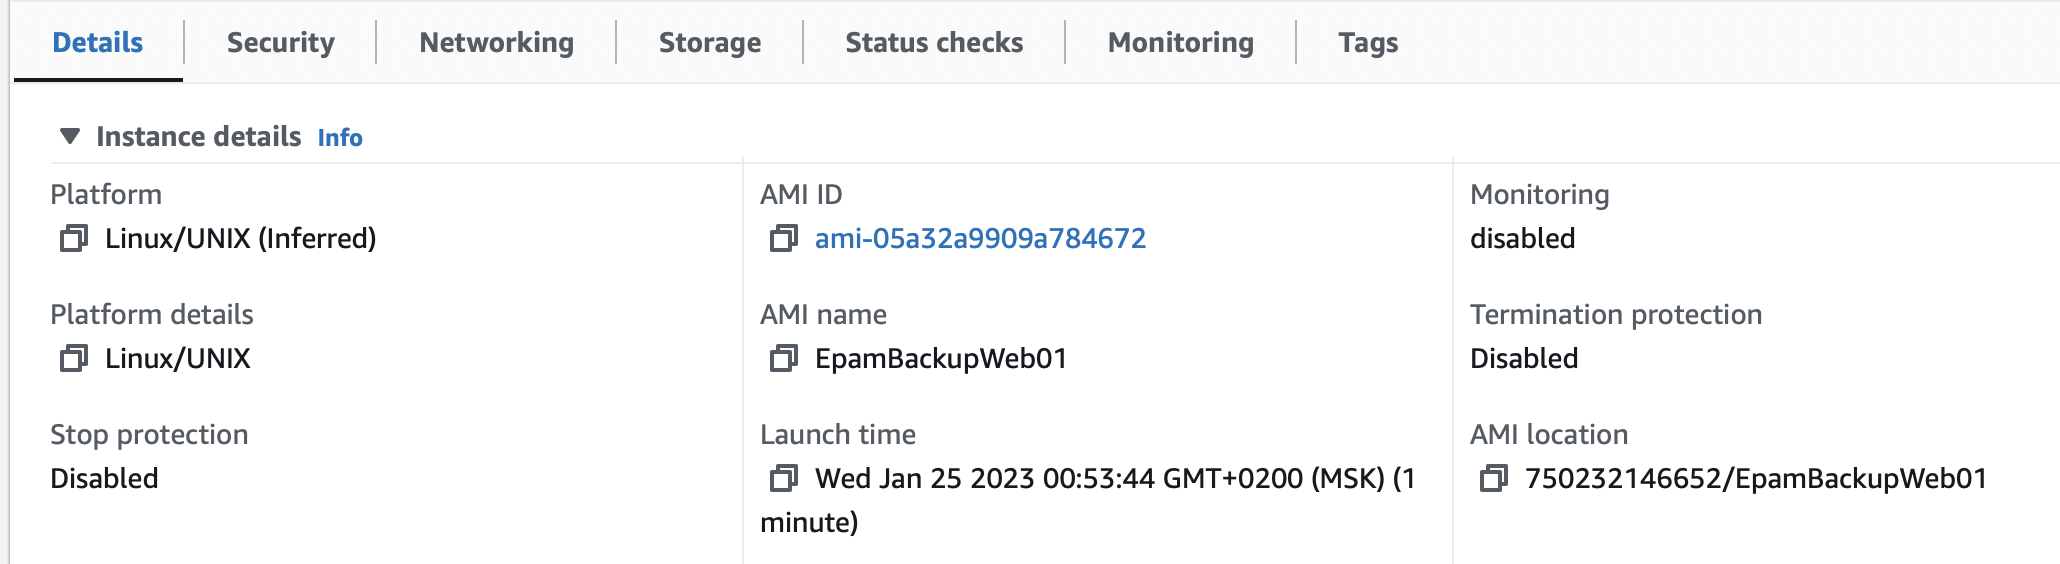 Details
Security
Networking
Storage
Status checks
Monitoring
Tags
Instance details Info
Platform
Linux/UNIX (Inferred)
AMI ID
ami-05a32a9909a784672
Monitoring
disabled
Platform details
Linux/UNIX
AMI name
EpamBackupWeb01
Termination protection
Disabled
Stop protection
Disabled
Launch time
Wed Jan 25 2023 00:53:44 GMT+0200 (MSK) (1
minute)
AMI location
750232146652/EpamBackupWeb01